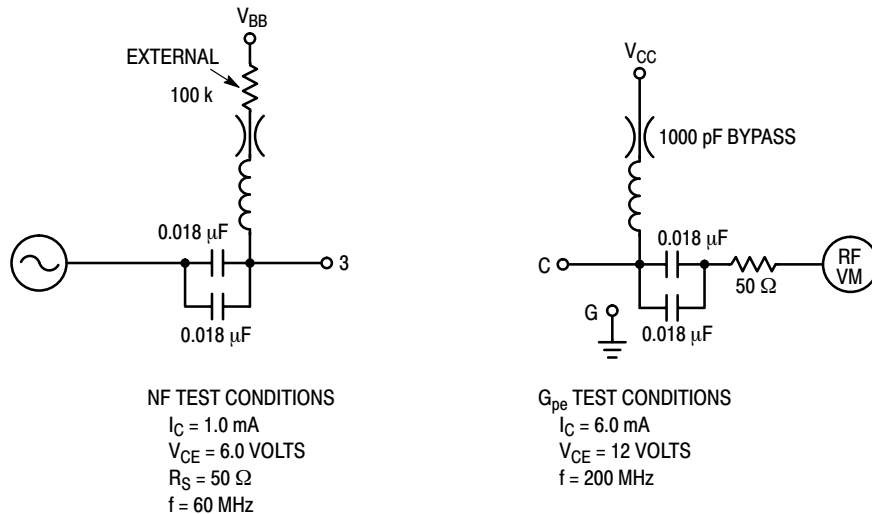 V_BB
EXTERNAL
100 k
0.018 µF
0.018 µF
3
V_CC
1000 pF BYPASS
0.018 µF
C
G
0.018 µF
50 Ω
RF
VM
NF TEST CONDITIONS
I_C = 1.0 mA
V_CE = 6.0 VOLTS
R_S = 50 Ω
f = 60 MHz
G_pe TEST CONDITIONS
I_C = 6.0 mA
V_CE = 12 VOLTS
f = 200 MHz